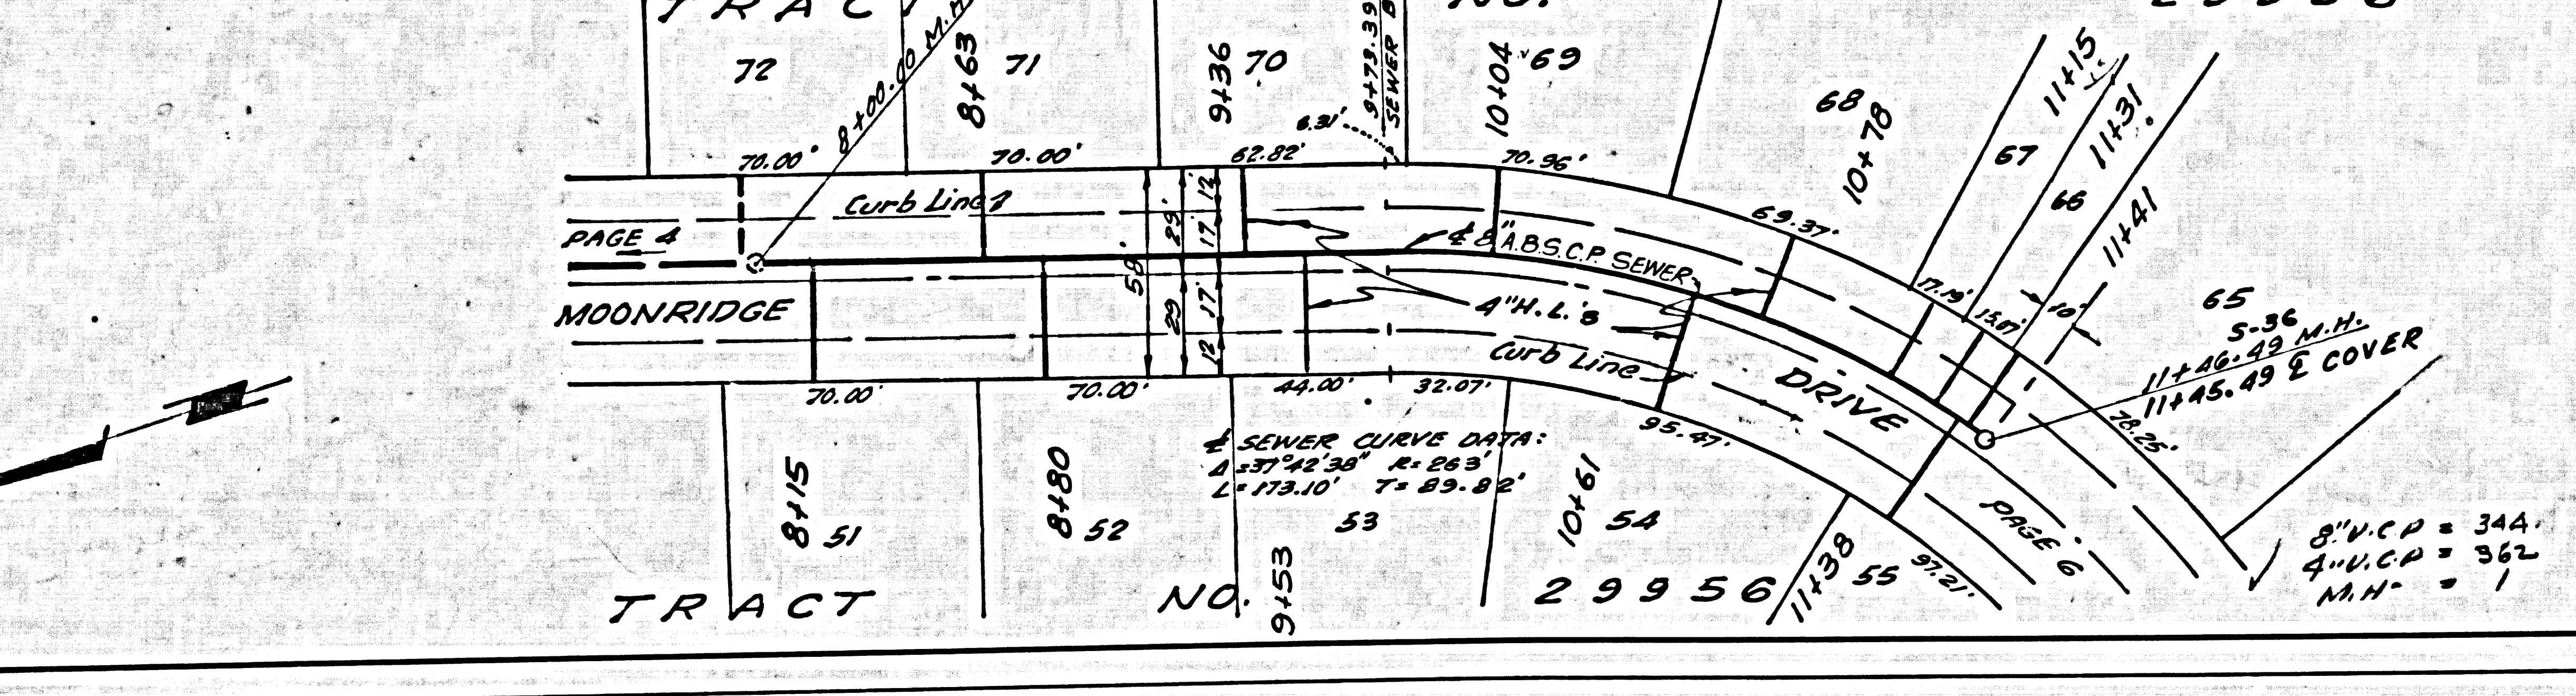 TRACT
NO.
72
8+00.00 M.H.
8+63
71
9+36
70
6.31'
9+73.39
SEWER B
10+04
69
68
10+78
67
11+15
66
11+31
11+41
65
70.00'
70.00'
62.82'
70.96'
69.37'
17.19'
15.07'
10'
78.25'
Curb Line
PAGE 4
58'
29'
29
12'
17'
17'
12
℄ 8" A.B.S.C.P. SEWER
4" H.L.'s
Curb Line
MOONRIDGE
DRIVE
PAGE 6
S-36
11+46.49 M.H.
11+45.49 ℄ COVER
70.00'
70.00'
44.00'
32.07'
95.47'
97.21'
℄ SEWER CURVE DATA:
Δ=37°42'38" R=263'
L=173.10' T=89.82'
8+15
51
8+80
52
9+53
53
10+61
54
11+38
55
TRACT NO. 29956
8" V.C.P = 344.
4" V.C.P = 362
M.H. = 1